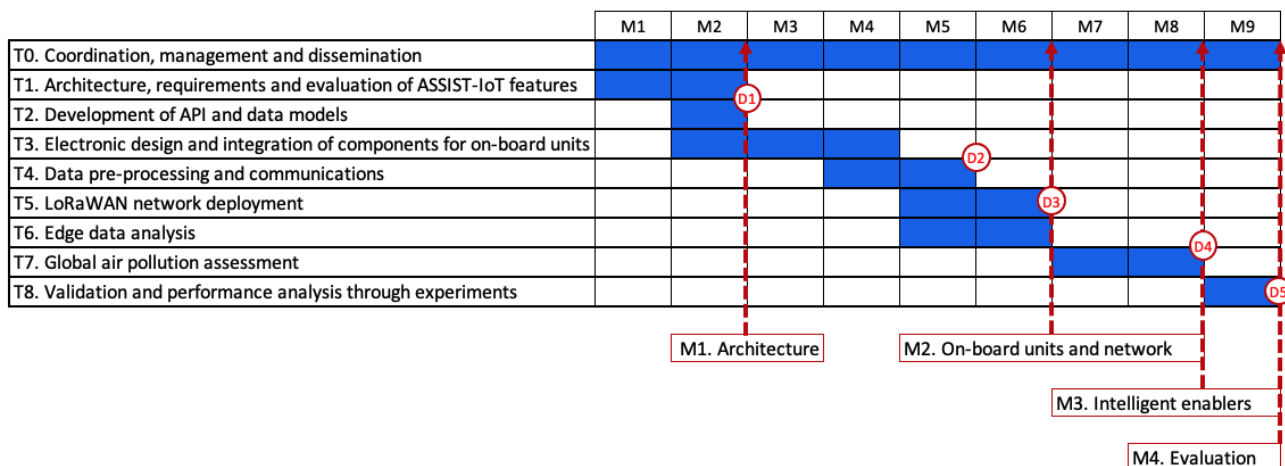 M1 M2 M3 M4 M5 M6 M7 M8 M9
T0. Coordination, management and dissemination
T1. Architecture, requirements and evaluation of ASSIST-IoT features
D1
T2. Development of API and data models
T3. Electronic design and integration of components for on-board units
D2
T4. Data pre-processing and communications
T5. LoRaWAN network deployment
D3
T6. Edge data analysis
D4
T7. Global air pollution assessment
T8. Validation and performance analysis through experiments
D5
M1. Architecture
M2. On-board units and network
M3. Intelligent enablers
M4. Evaluation